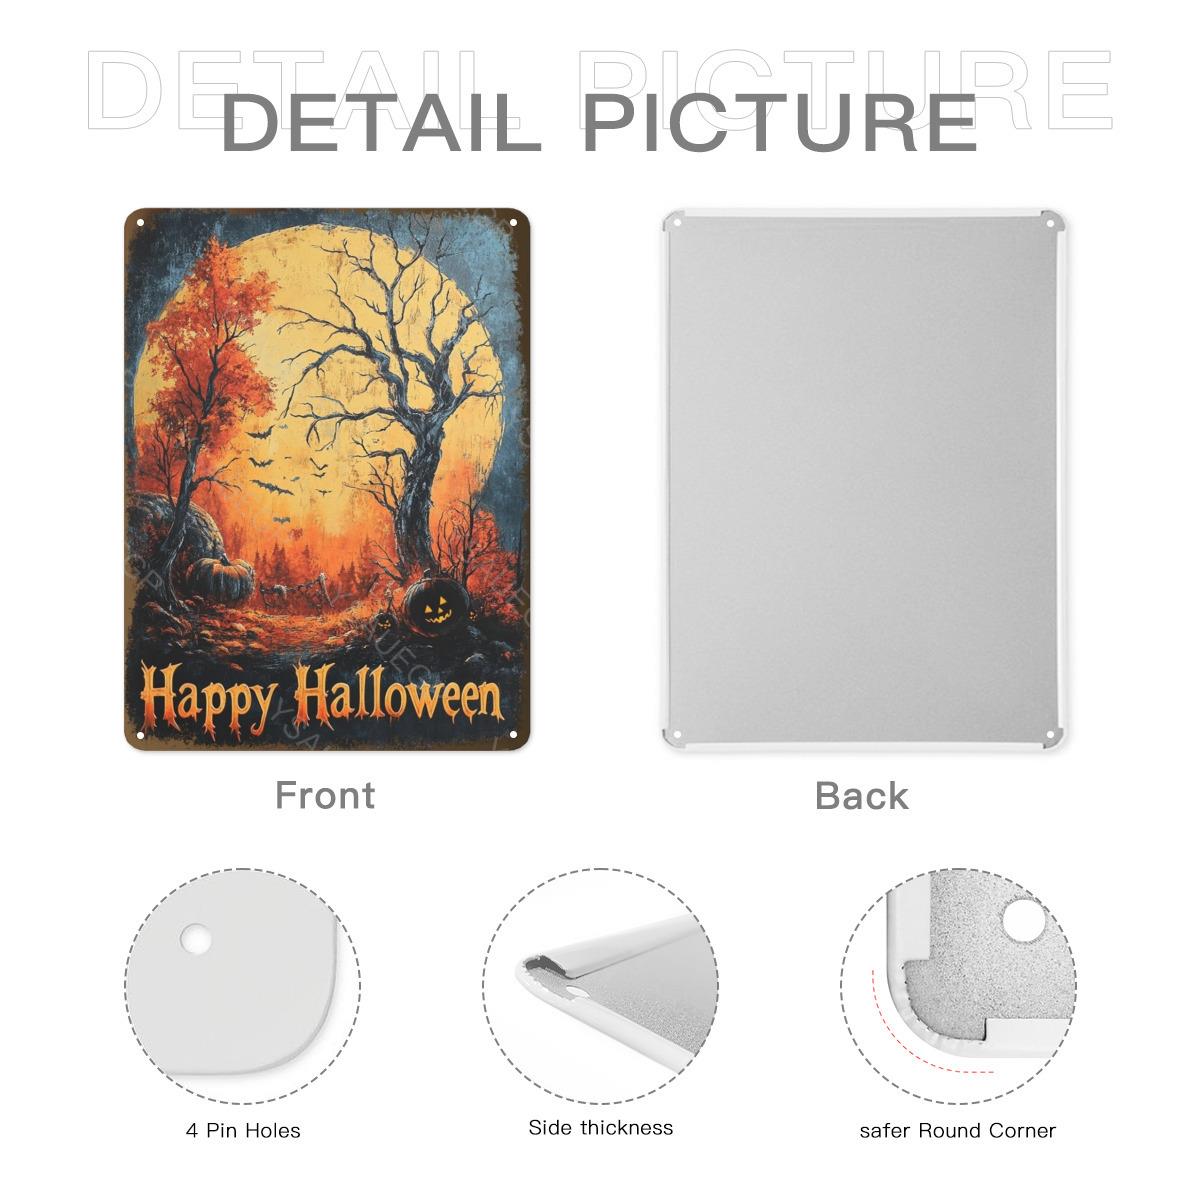 DETAIL PICTURE
DETAIL PICTURE
Happy Halloween
Front
Back
4 Pin Holes
Side thickness
safer Round Corner